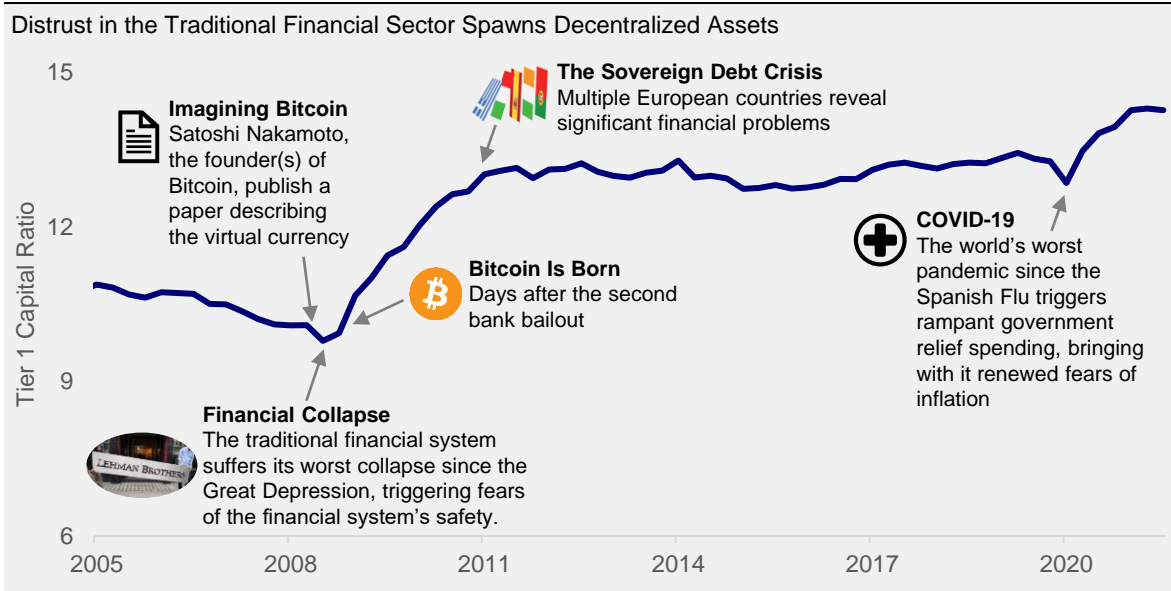 Distrust in the Traditional Financial Sector Spawns Decentralized Assets
15
12
9
6
Tier 1 Capital Ratio
Imagining Bitcoin
Satoshi Nakamoto,
the founder(s) of
Bitcoin, publish a
paper describing
the virtual currency
The Sovereign Debt Crisis
Multiple European countries reveal
significant financial problems
Bitcoin Is Born
Days after the second
bank bailout
COVID-19
The world's worst
pandemic since the
Spanish Flu triggers
rampant government
relief spending, bringing
with it renewed fears of
inflation
Financial Collapse
The traditional financial system
suffers its worst collapse since the
Great Depression, triggering fears
of the financial system's safety.
LEHMAN BROTHERS
2005
2008
2011
2014
2017
2020